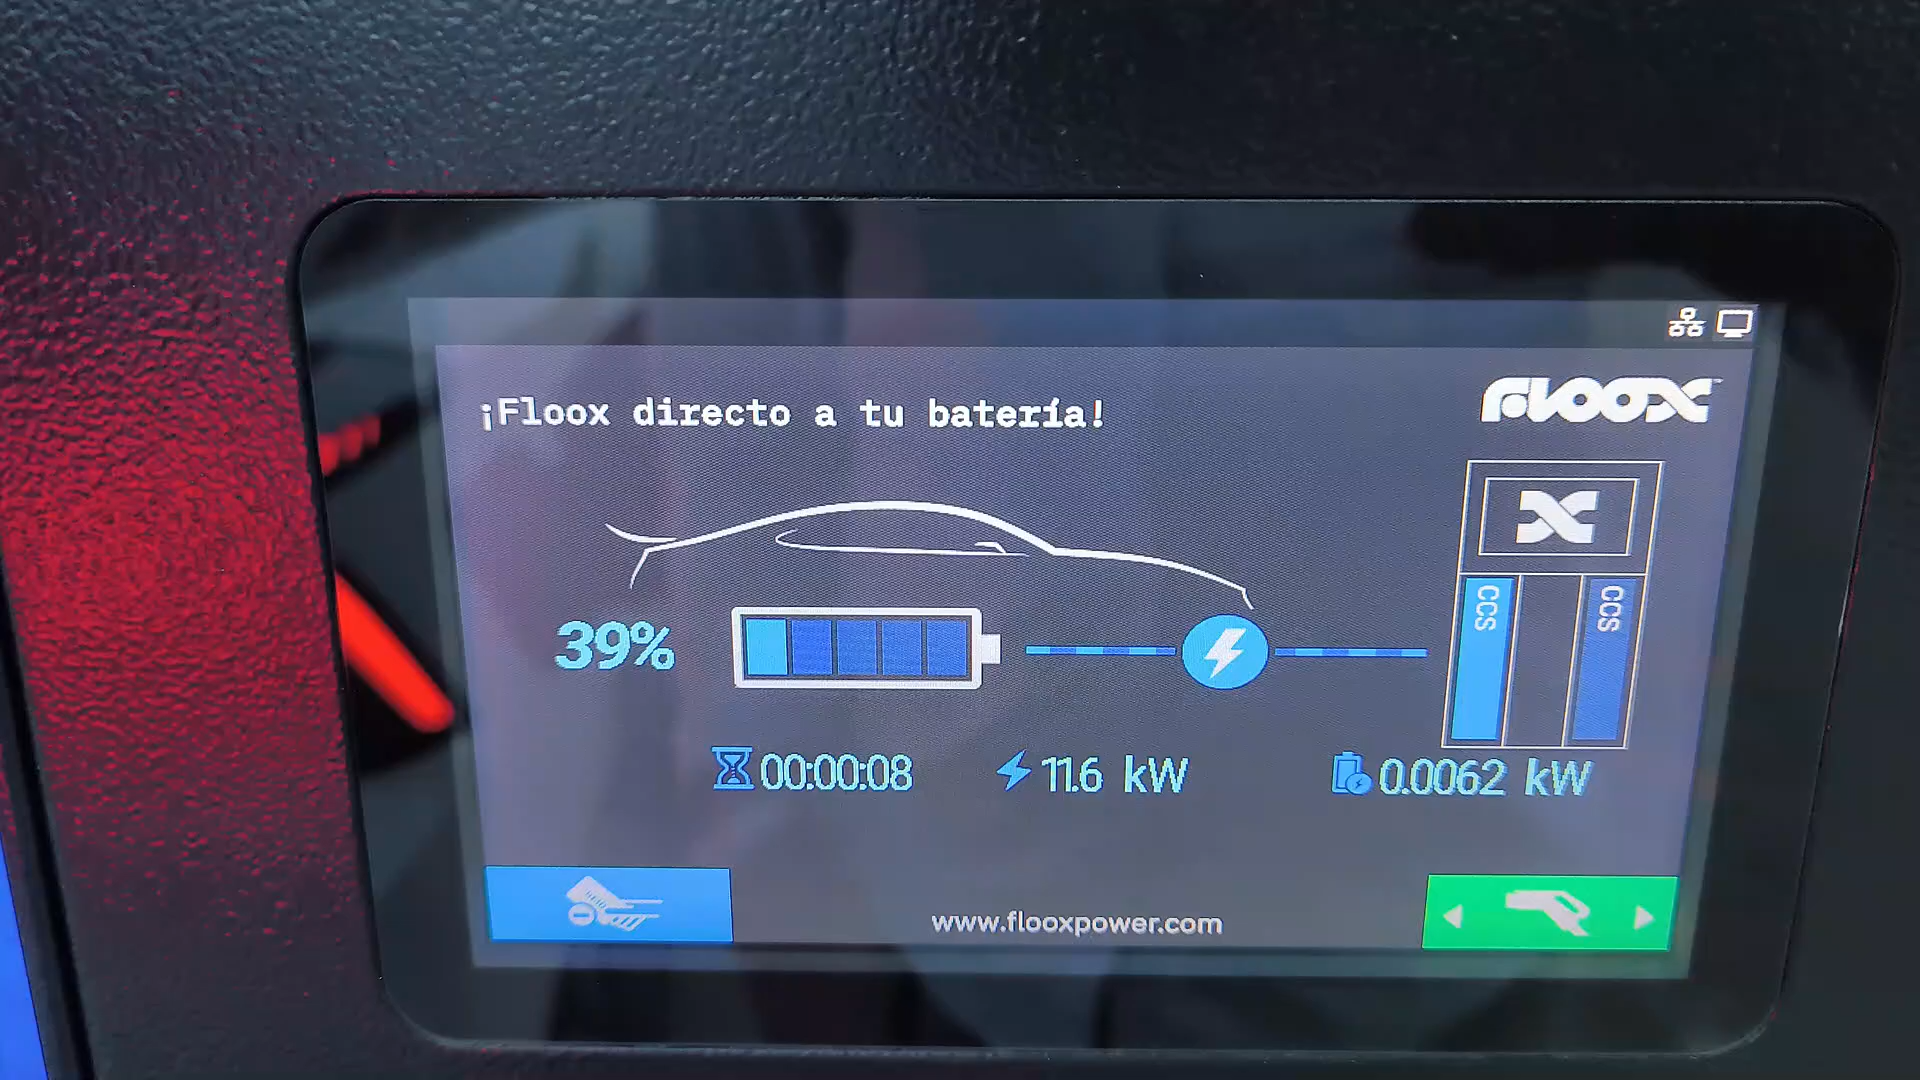 ¡Floox directo a tu batería!
FLOOX
CCS
CCS
39%
00:00:08
11.6 kW
0.0062 kW
www.flooxpower.com